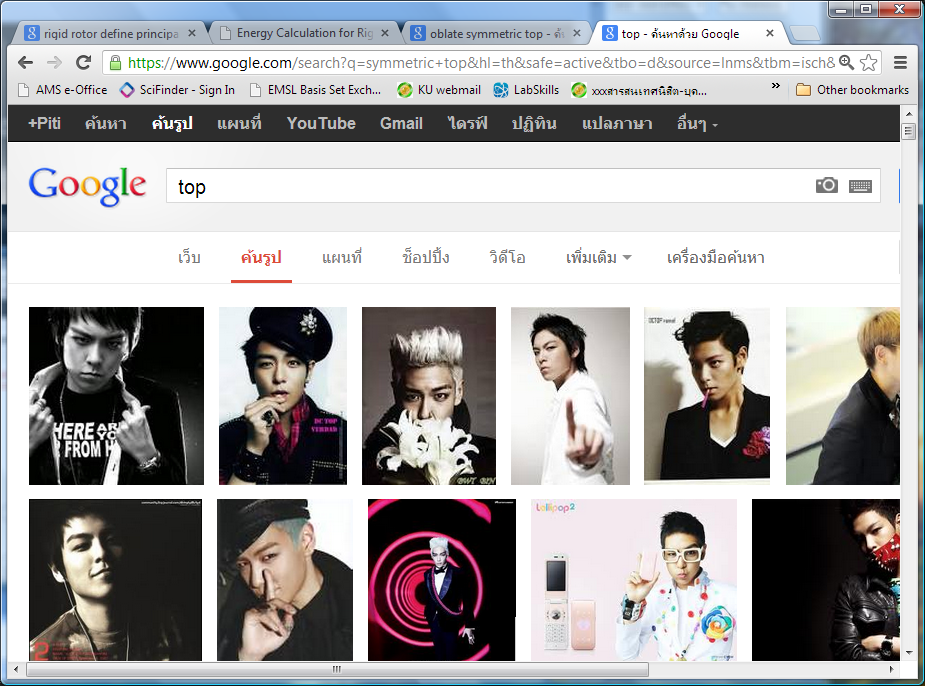 rigid rotor define principa
Energy Calculation for Rig
oblate symmetric top - ค้น
top - ค้นหาด้วย Google
https://www.google.com/search?q=symmetric+top&hl=th&safe=active&tbo=d&source=lnms&tbm=isch&
AMS e-Office SciFinder - Sign In EMSL Basis Set Exch... KU webmail LabSkills xxxสารสนเทศนิสิต-บุค... » Other bookmarks
+Piti ค้นหา ค้นรูป แผนที่ YouTube Gmail ไดรฟ์ ปฏิทิน แปลภาษา อื่นๆ
Google top
เว็บ ค้นรูป แผนที่ ช็อปปิ้ง วิดีโอ เพิ่มเติม เครื่องมือค้นหา
HERE ARE
YO
FROM H
DC TOP
VERDAD
Lollipop2
2